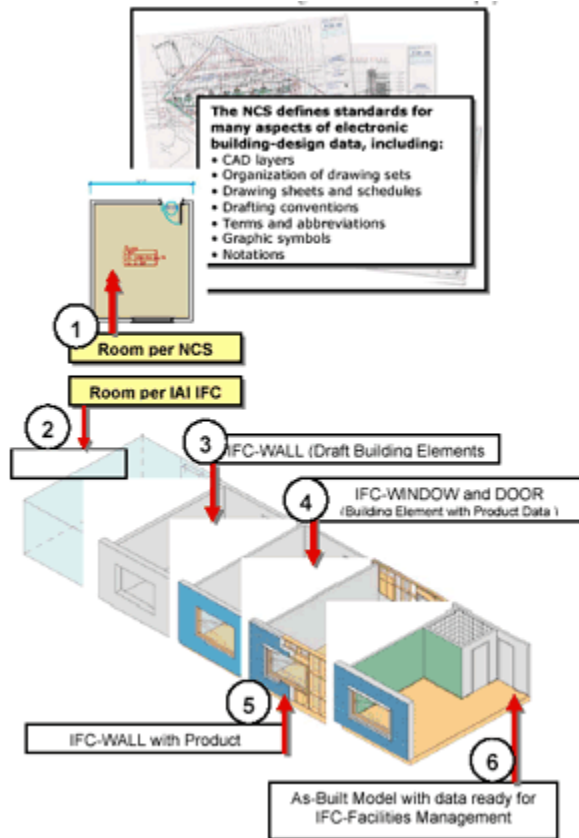 The NCS defines standards for
many aspects of electronic
building-design data, including:
• CAD layers
• Organization of drawing sets
• Drawing sheets and schedules
• Drafting conventions
• Terms and abbreviations
• Graphic symbols
• Notations
1
Room per NCS
Room per IAI IFC
2
3
IFC-WALL (Draft Building Elements
4
IFC-WINDOW and DOOR
(Building Element with Product Data )
5
IFC-WALL with Product
6
As-Built Model with data ready for
IFC-Facilities Management